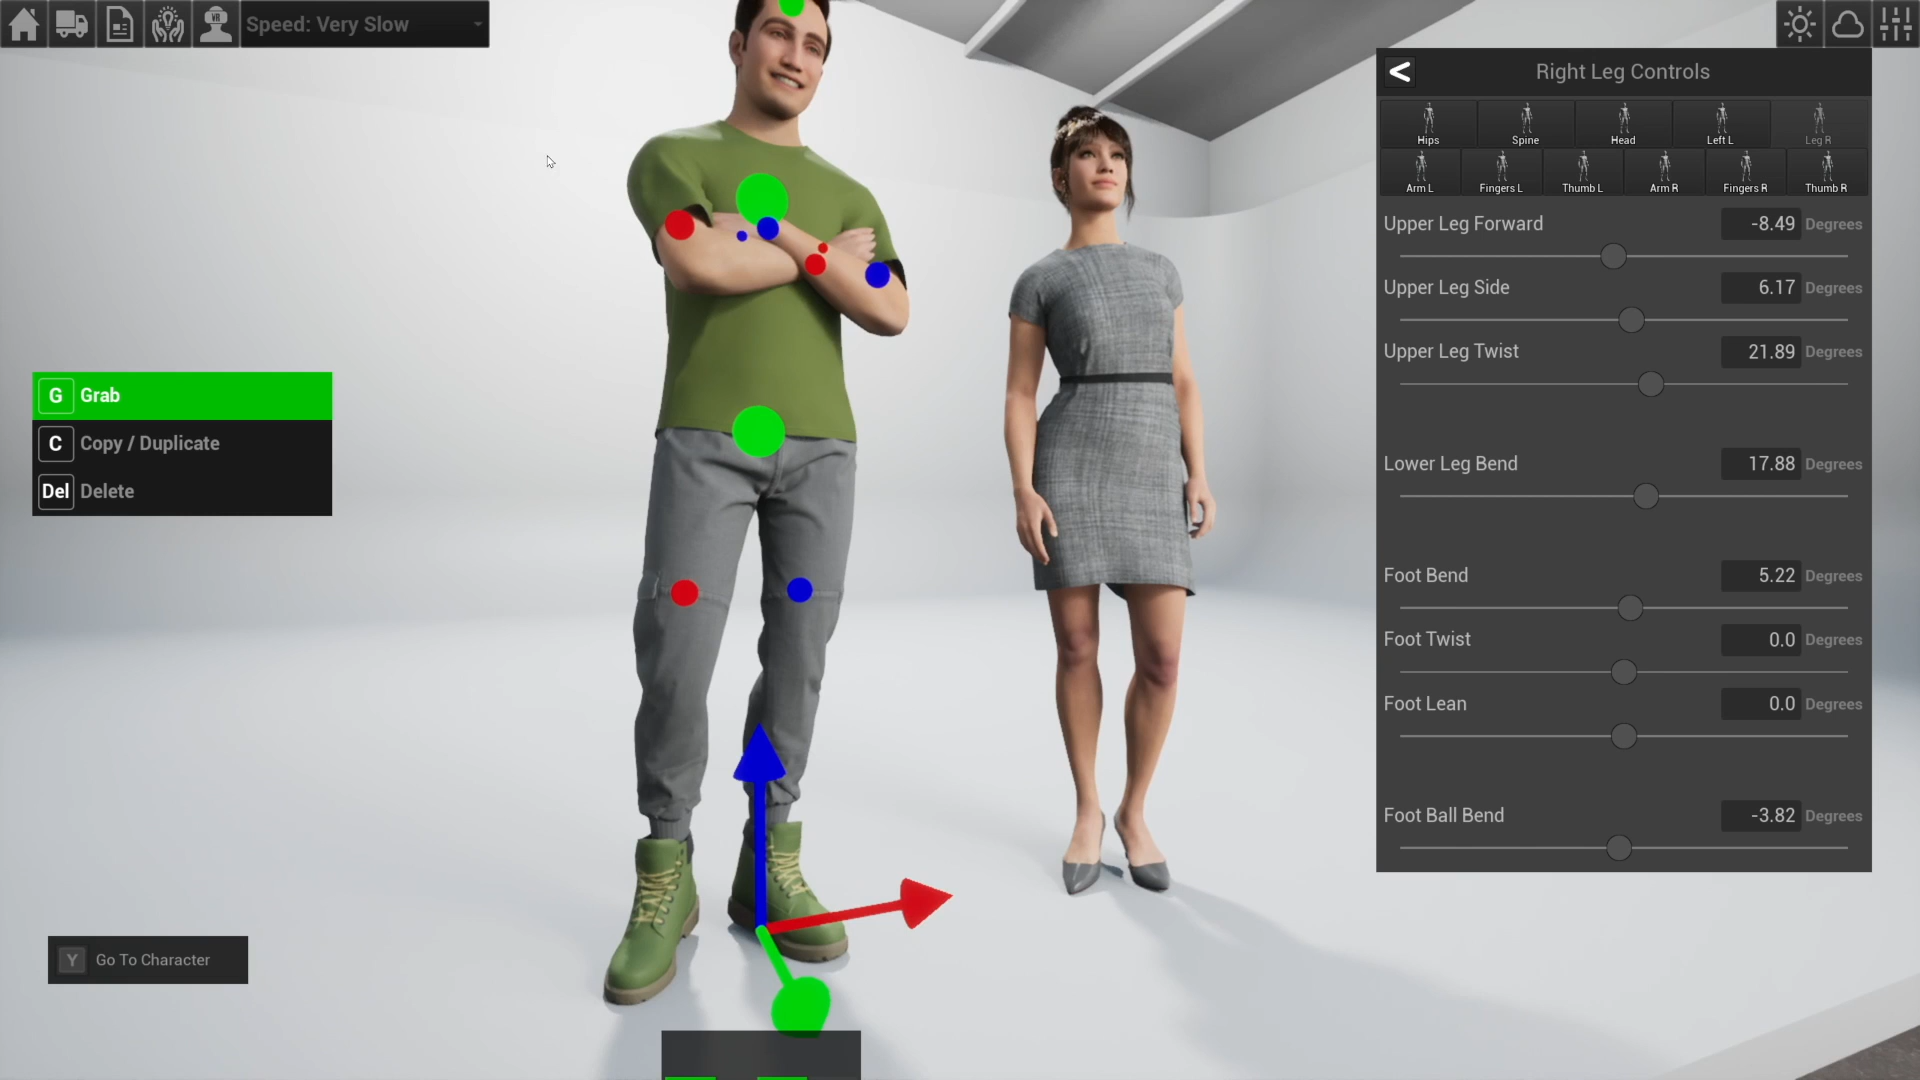 VR
Speed: Very Slow
Right Leg Controls
Hips
Spine
Head
Left L
Leg R
Arm L
Fingers L
Thumb L
Arm R
Fingers R
Thumb R
Upper Leg Forward -8.49 Degrees
Upper Leg Side 6.17 Degrees
Upper Leg Twist 21.89 Degrees
Lower Leg Bend 17.88 Degrees
Foot Bend 5.22 Degrees
Foot Twist 0.0 Degrees
Foot Lean 0.0 Degrees
Foot Ball Bend -3.82 Degrees
G Grab
C Copy / Duplicate
Del Delete
Y Go To Character